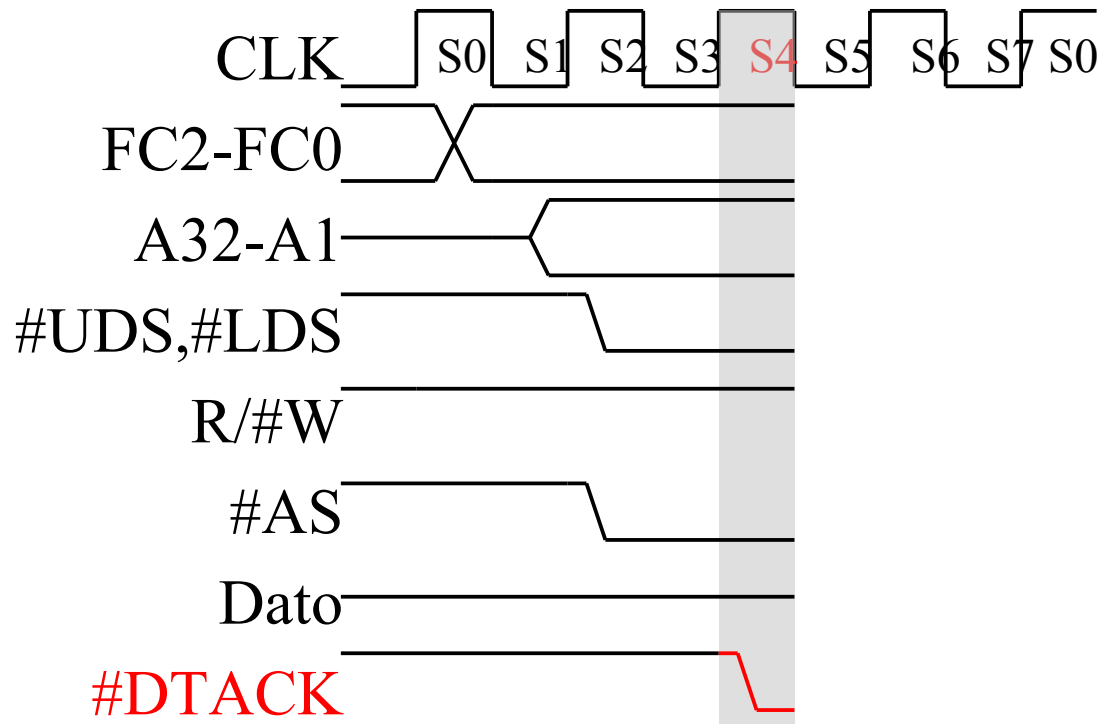 CLK S0 S1 S2 S3 S4 S5 S6 S7 S0
FC2-FC0
A32-A1
#UDS,#LDS
R/#W
#AS
Dato
#DTACK